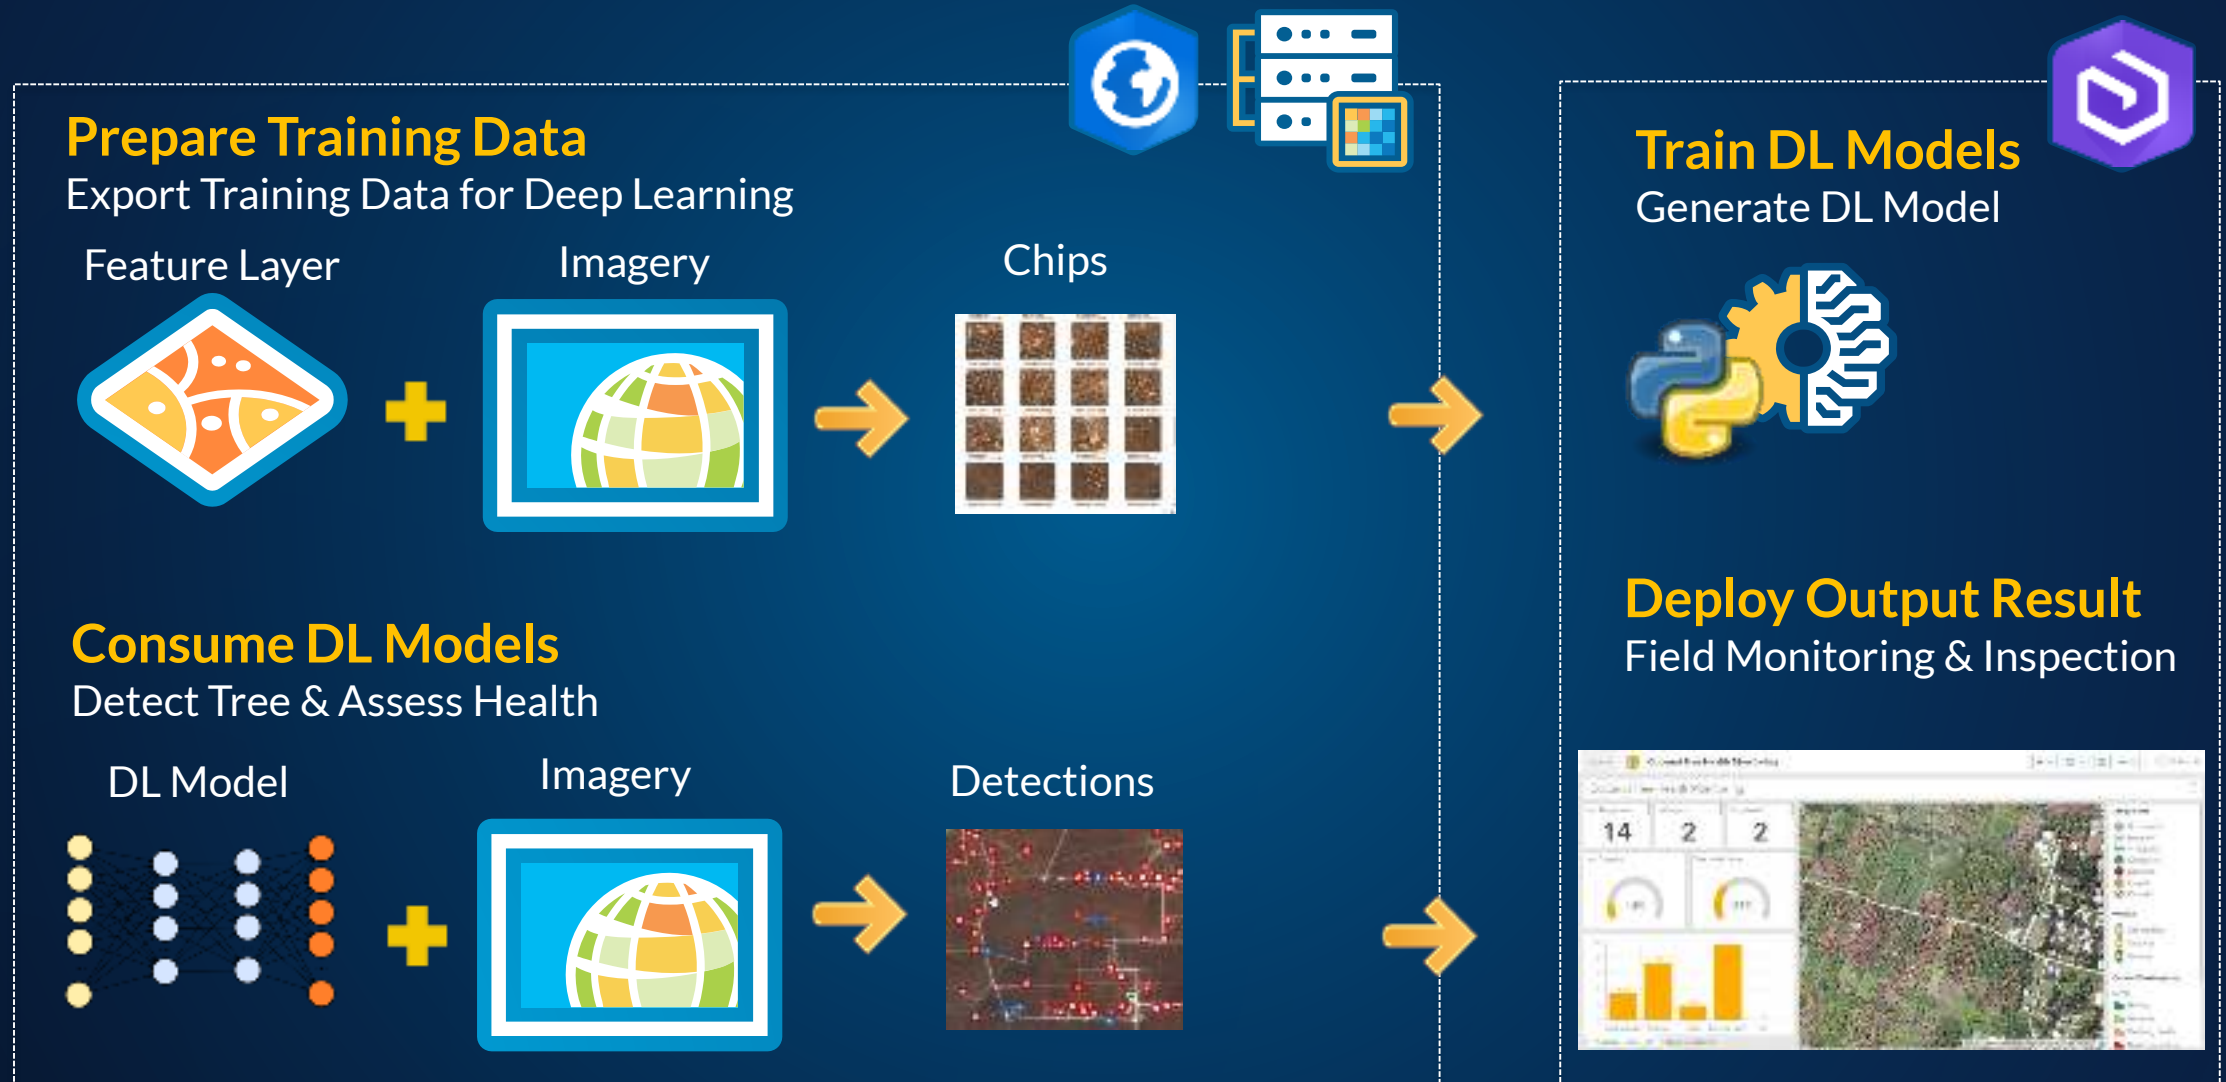 Prepare Training Data
Export Training Data for Deep Learning
Feature Layer
Imagery
Chips
Train DL Models
Generate DL Model
Consume DL Models
Detect Tree & Assess Health
DL Model
Imagery
Detections
Deploy Output Result
Field Monitoring & Inspection
14
2
2